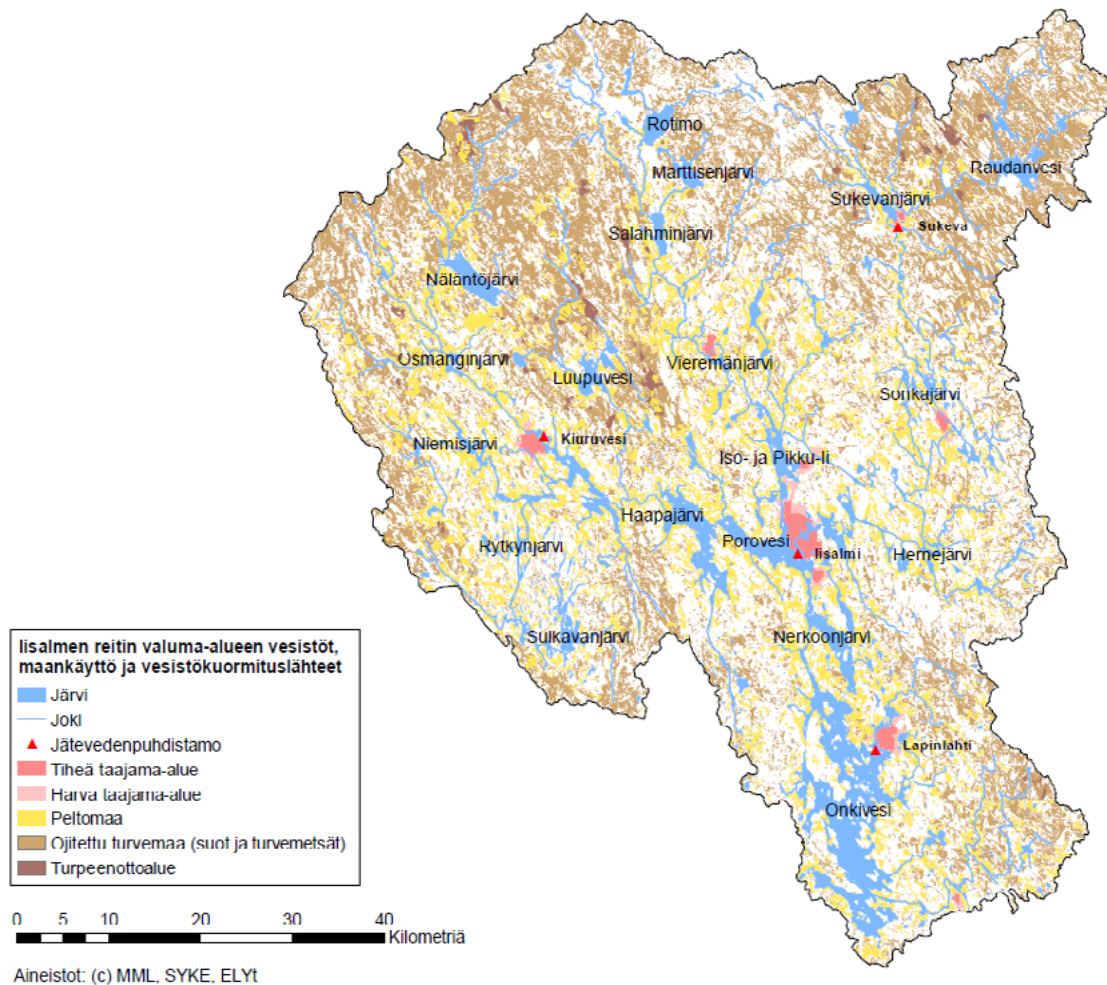 Rotimo
Marttisenjärvi
Raudanvesi
Sukevanjärvi
Sukeva
Salahminjärvi
Näläntöjärvi
Osmanginjärvi
Vieremänjärvi
Luupuvesi
Sonkajärvi
Kiuruvesi
Niemisjärvi
Iso- ja Pikku-Ii
Haapajärvi
Porovesi
Iisalmi
Rytkynjärvi
Hernejärvi
Sulkavanjärvi
Nerkoonjärvi
Lapinlahti
Onkivesi
Iisalmen reitin valuma-alueen vesistöt,
maankäyttö ja vesistökuormituslähteet
Järvi
Joki
Jätevedenpuhdistamo
Tiheä taajama-alue
Harva taajama-alue
Peltomaa
Ojitettu turvemaa (suot ja turvemetsät)
Turpeenottoalue
0 5 10 20 30 40
Kilometriä
Aineistot: (c) MML, SYKE, ELYt